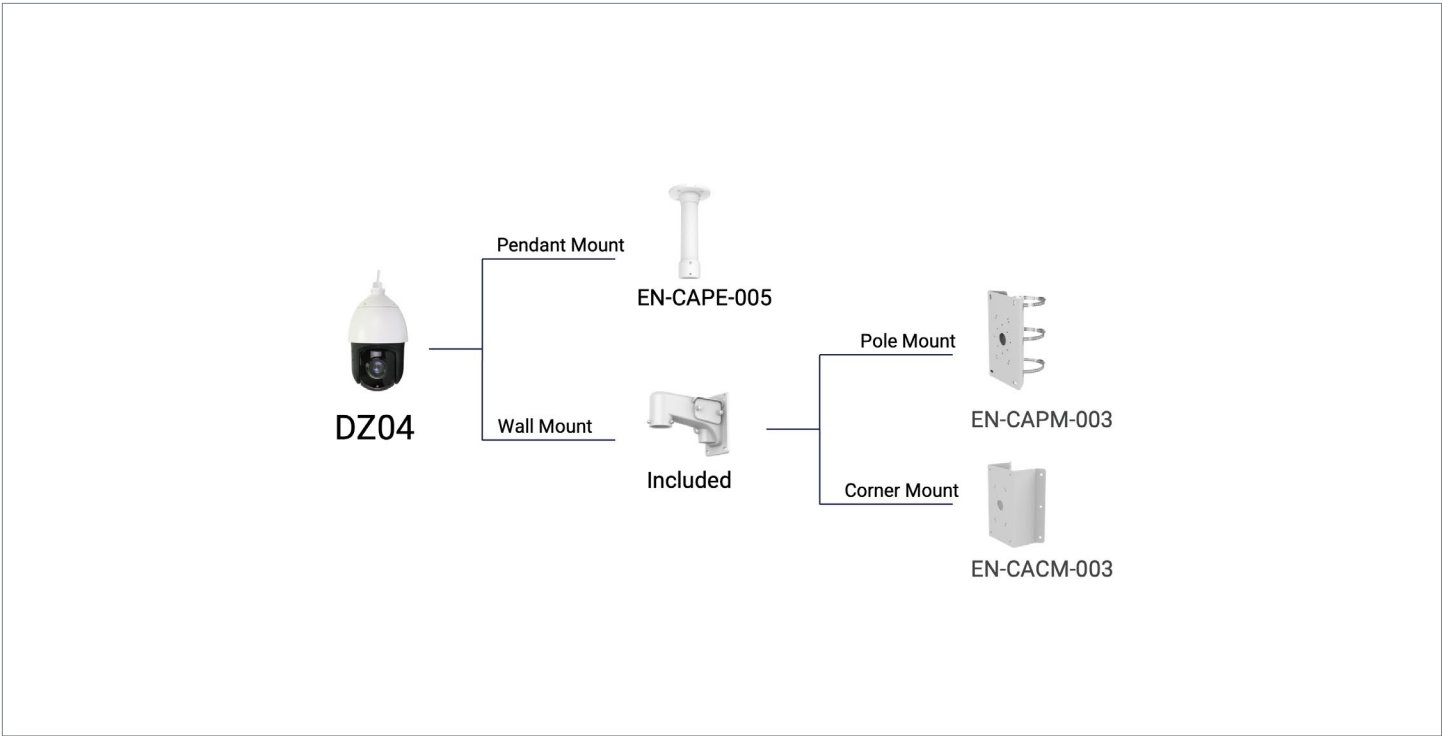 Pendant Mount
EN-CAPE-005
DZ04
Wall Mount
Included
Pole Mount
EN-CAPM-003
Corner Mount
EN-CACM-003